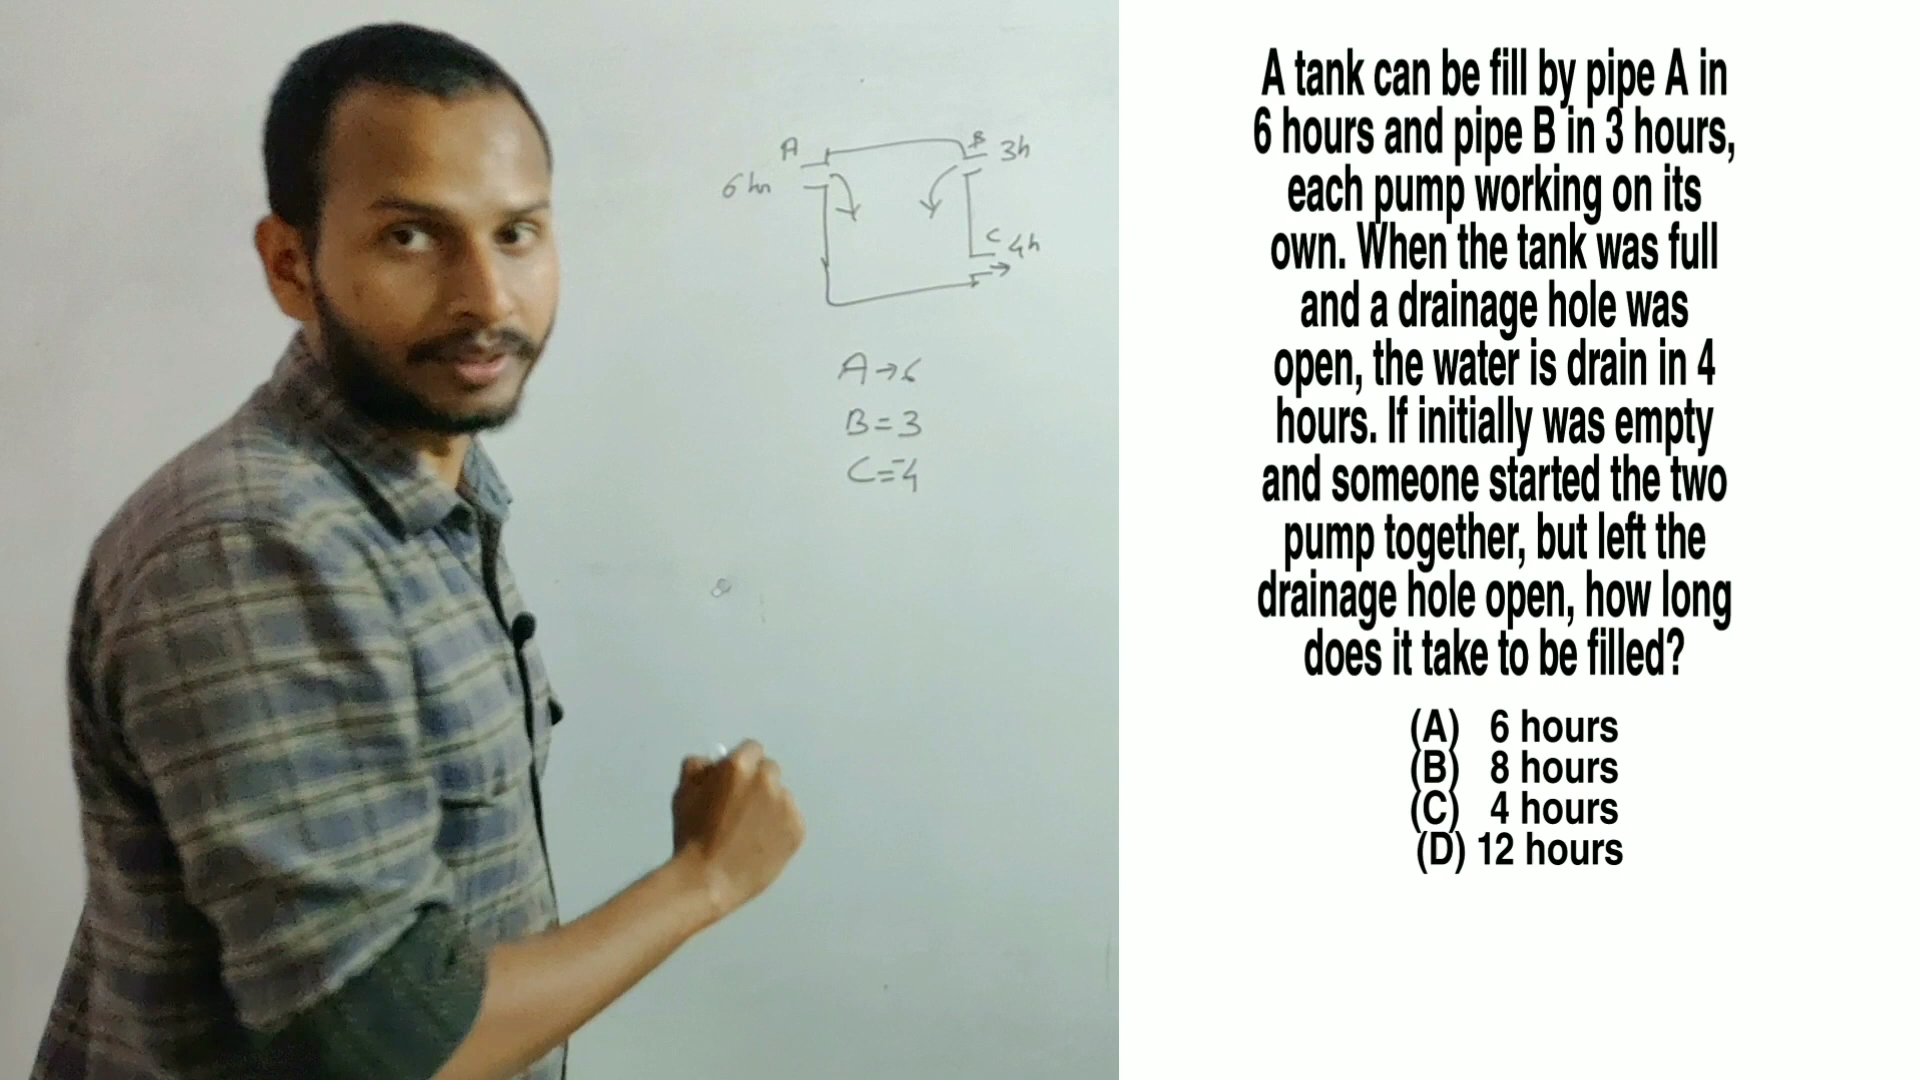 A
B
3h
6 hr
C
4h
A→6
B=3
C=-4
A tank can be fill by pipe A in
6 hours and pipe B in 3 hours,
each pump working on its
own. When the tank was full
and a drainage hole was
open, the water is drain in 4
hours. If initially was empty
and someone started the two
pump together, but left the
drainage hole open, how long
does it take to be filled?
(A) 6 hours
(B) 8 hours
(C) 4 hours
(D) 12 hours